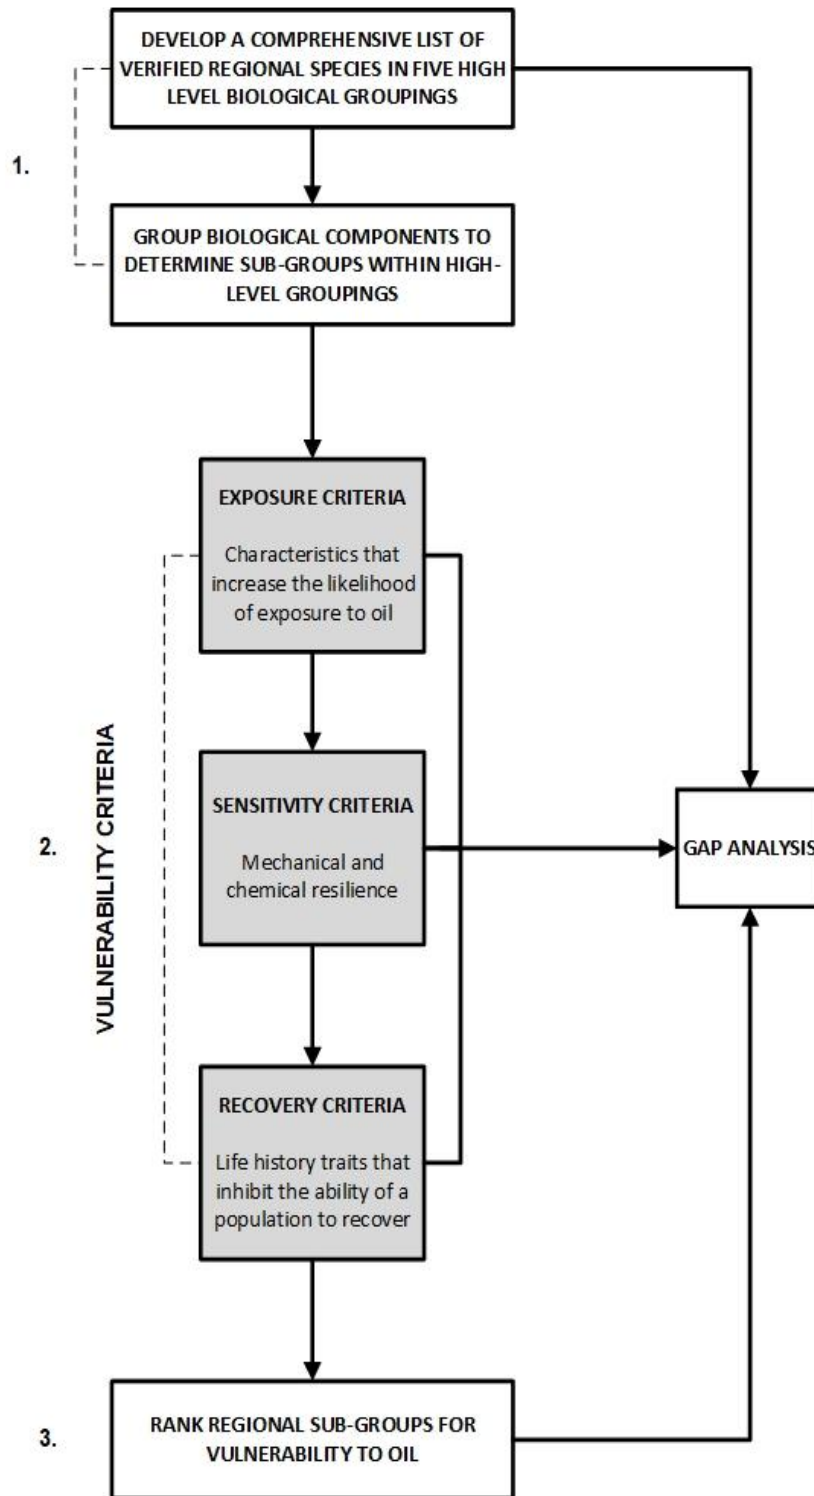 DEVELOP A COMPREHENSIVE LIST OF
VERIFIED REGIONAL SPECIES IN FIVE HIGH
LEVEL BIOLOGICAL GROUPINGS
1.
GROUP BIOLOGICAL COMPONENTS TO
DETERMINE SUB-GROUPS WITHIN HIGH-
LEVEL GROUPINGS
EXPOSURE CRITERIA
Characteristics that
increase the likelihood
of exposure to oil
VULNERABILITY CRITERIA
2.
SENSITIVITY CRITERIA
Mechanical and
chemical resilience
GAP ANALYSIS
RECOVERY CRITERIA
Life history traits that
inhibit the ability of a
population to recover
3.
RANK REGIONAL SUB-GROUPS FOR
VULNERABILITY TO OIL